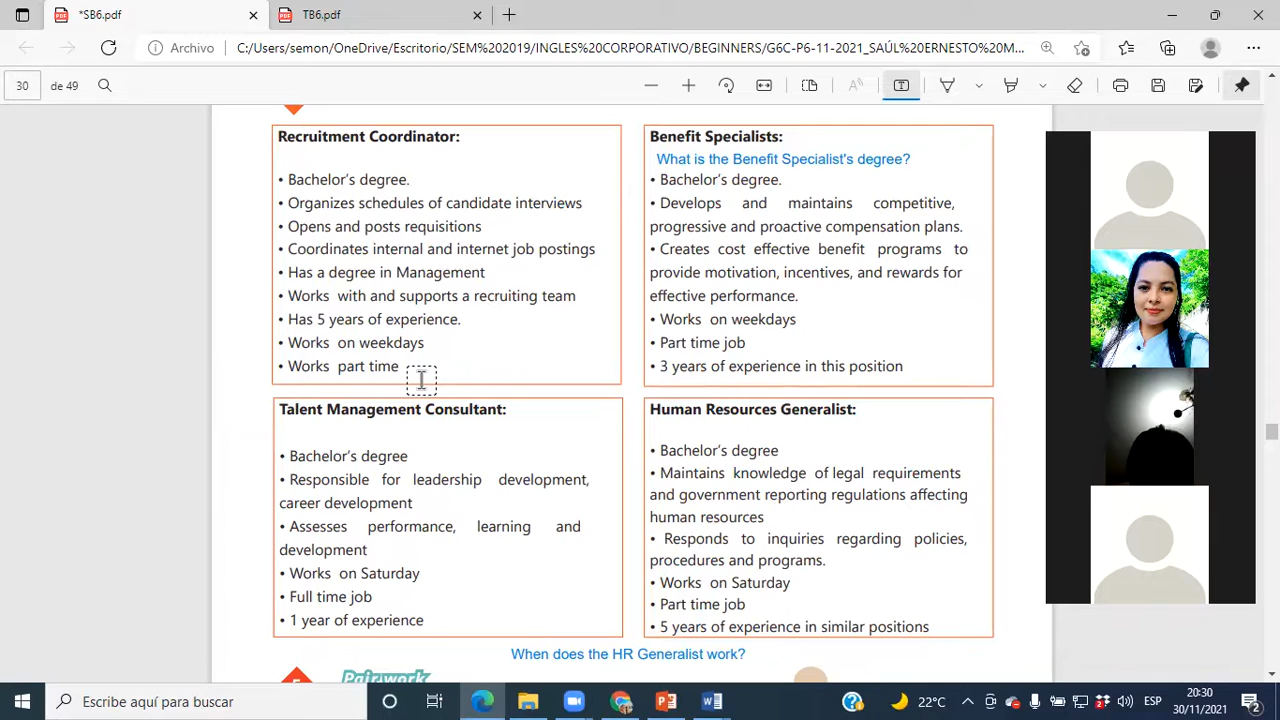 *SB6.pdf
TB6.pdf
Archivo
C:/Users/semon/OneDrive/Escritorio/SEM%202019/INGLES%20CORPORATIVO/BEGINNERS/G6C-P6-11-2021_SAÚL%20ERNESTO%20M...
30 de 49
Recruitment Coordinator:
• Bachelor's degree.
• Organizes schedules of candidate interviews
• Opens and posts requisitions
• Coordinates internal and internet job postings
• Has a degree in Management
• Works with and supports a recruiting team
• Has 5 years of experience.
• Works on weekdays
• Works part time
Benefit Specialists:
What is the Benefit Specialist's degree?
• Bachelor's degree.
• Develops and maintains competitive,
progressive and proactive compensation plans.
• Creates cost effective benefit programs to
provide motivation, incentives, and rewards for
effective performance.
• Works on weekdays
• Part time job
• 3 years of experience in this position
Talent Management Consultant:
• Bachelor's degree
• Responsible for leadership development,
career development
• Assesses performance, learning and
development
• Works on Saturday
• Full time job
• 1 year of experience
Human Resources Generalist:
• Bachelor's degree
• Maintains knowledge of legal requirements
and government reporting regulations affecting
human resources
• Responds to inquiries regarding policies,
procedures and programs.
• Works on Saturday
• Part time job
• 5 years of experience in similar positions
When does the HR Generalist work?
5
Pair work
Escribe aquí para buscar
22°C
ESP
20:30
30/11/2021
2